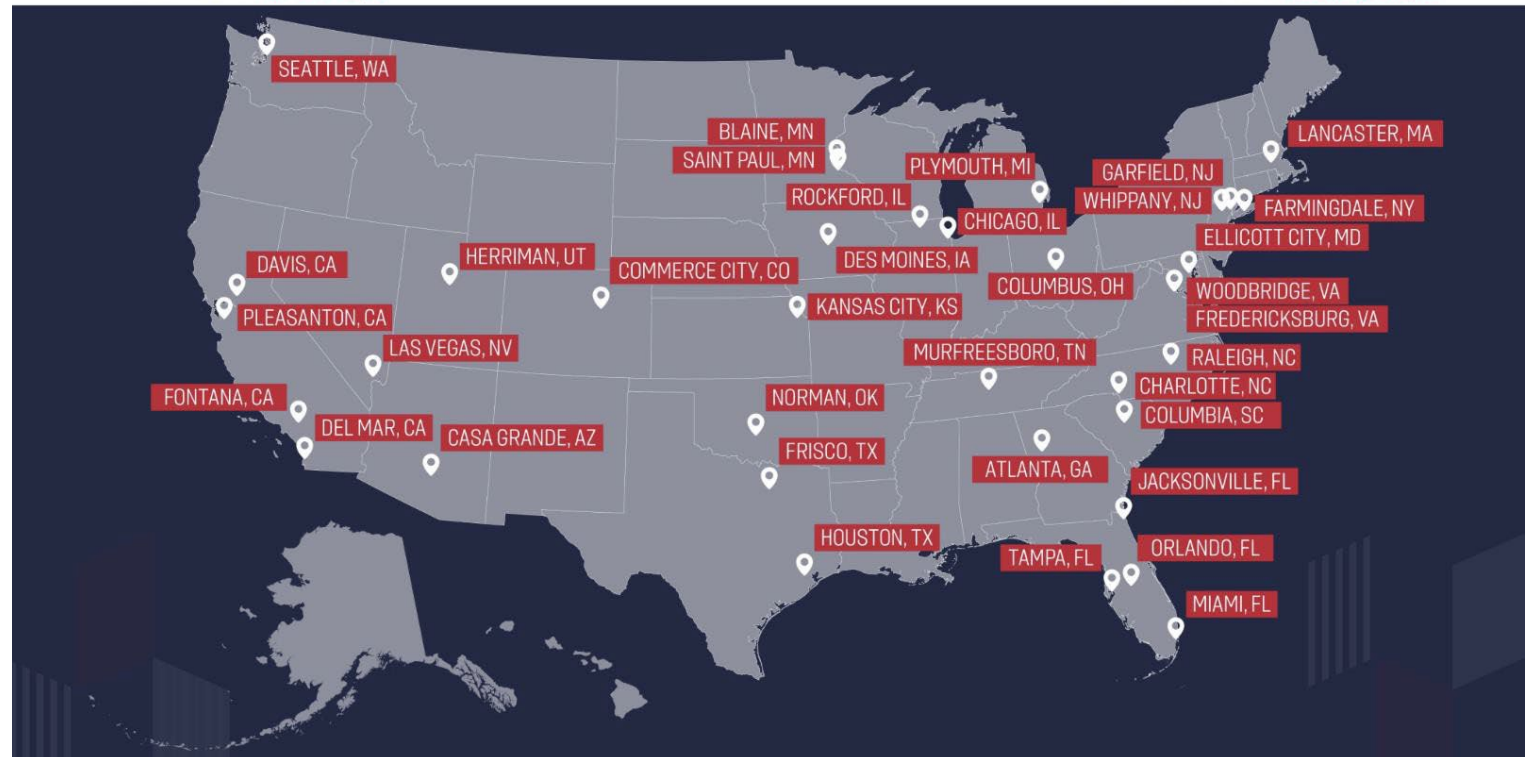 SEATTLE, WA
BLAINE, MN
LANCASTER, MA
SAINT PAUL, MN
PLYMOUTH, MI
GARFIELD, NJ
ROCKFORD, IL
WHIPPANY, NJ
FARMINGDALE, NY
CHICAGO, IL
ELLICOTT CITY, MD
HERRIMAN, UT
DES MOINES, IA
DAVIS, CA
COMMERCE CITY, CO
COLUMBUS, OH
WOODBRIDGE, VA
PLEASANTON, CA
KANSAS CITY, KS
FREDERICKSBURG, VA
LAS VEGAS, NV
MURFREESBORO, TN
RALEIGH, NC
FONTANA, CA
NORMAN, OK
CHARLOTTE, NC
DEL MAR, CA
COLUMBIA, SC
CASA GRANDE, AZ
FRISCO, TX
ATLANTA, GA
JACKSONVILLE, FL
HOUSTON, TX
TAMPA, FL
ORLANDO, FL
MIAMI, FL